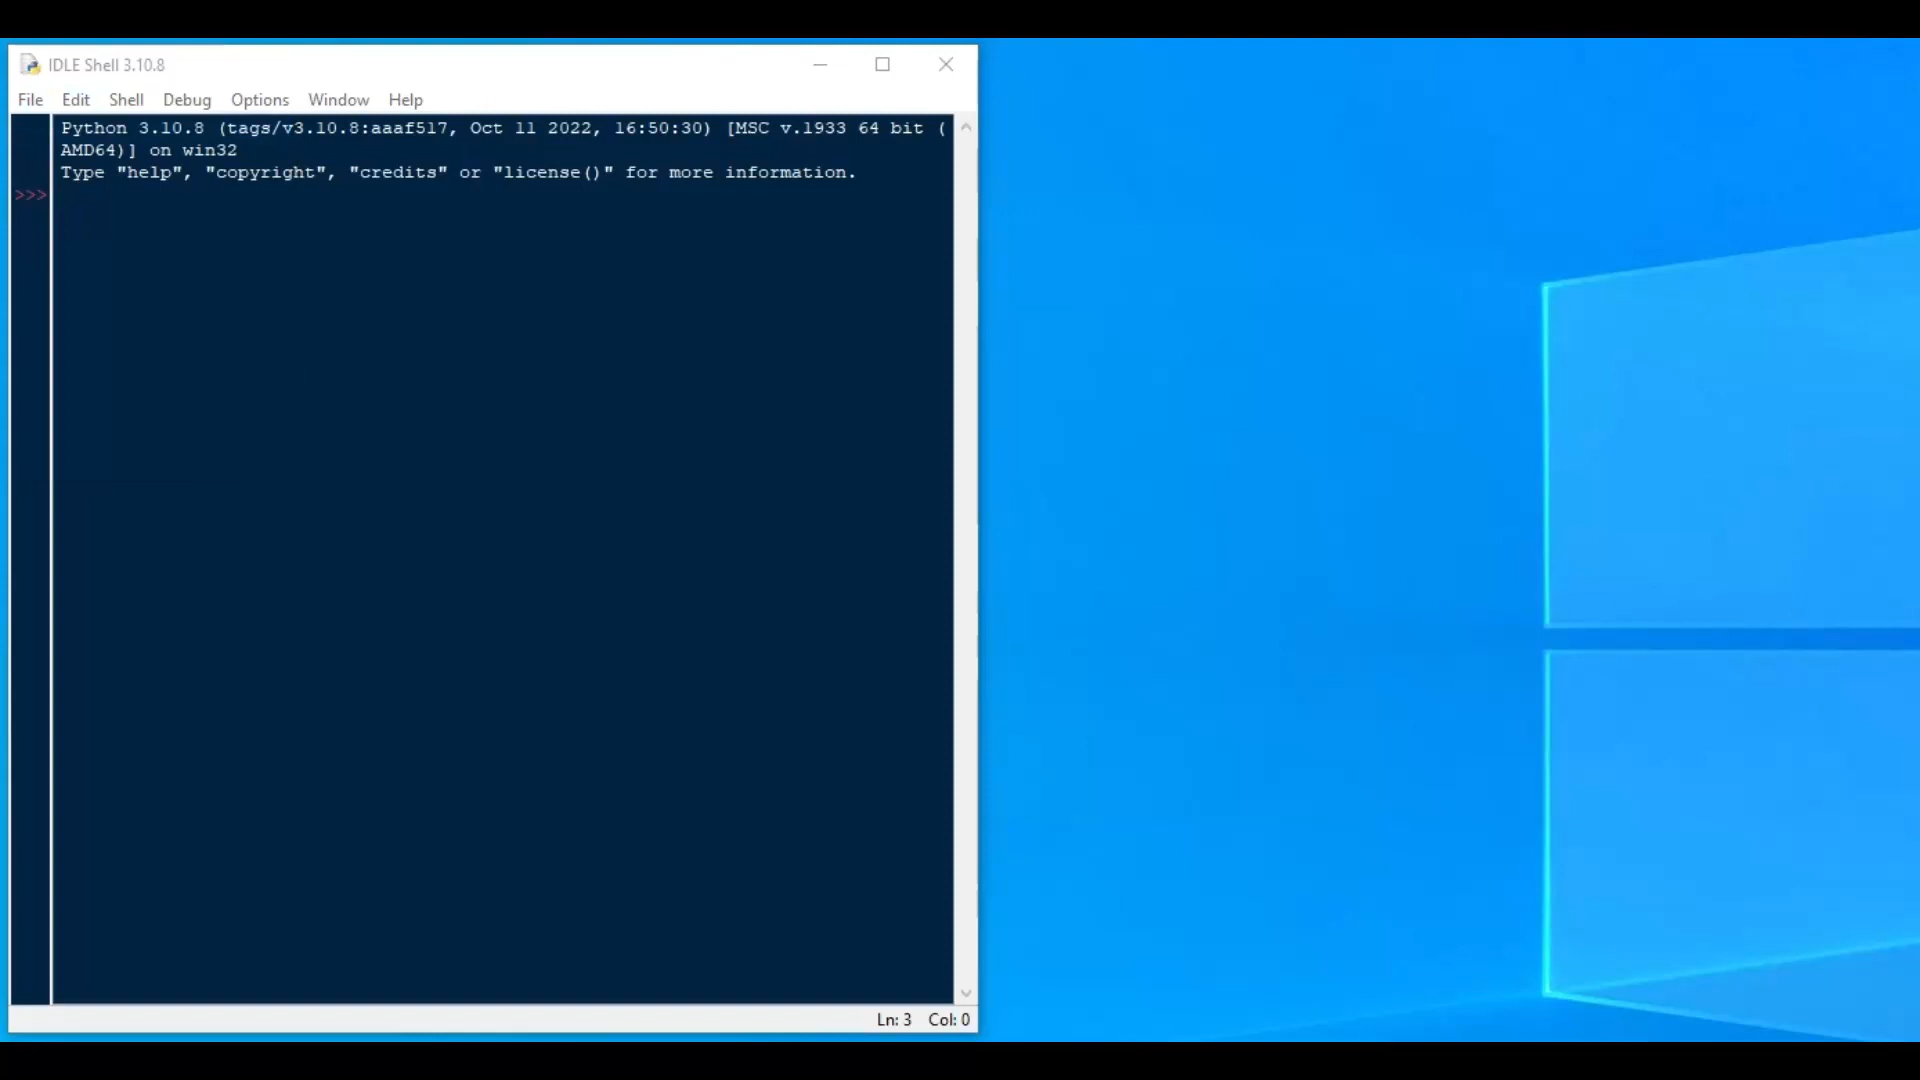 IDLE Shell 3.10.8
File Edit Shell Debug Options Window Help
Python 3.10.8 (tags/v3.10.8:aaaf517, Oct 11 2022, 16:50:30) [MSC v.1933 64 bit (
AMD64)] on win32
Type "help", "copyright", "credits" or "license()" for more information.
>>>
Ln: 3 Col: 0